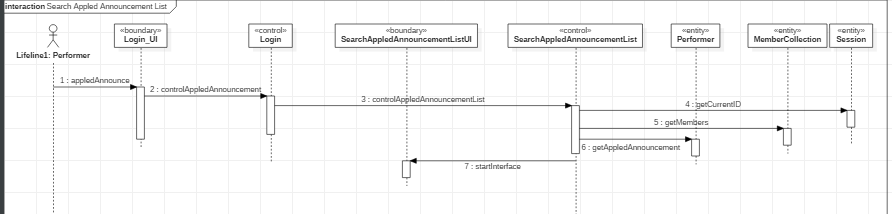 interaction Search Appled Announcement List
«boundary»
Login_UI
«control»
Login
«boundary»
SearchAppledAnnouncementListUI
«control»
SearchAppledAnnouncementList
«entity»
Performer
«entity»
MemberCollection
«entity»
Session
Lifeline1: Performer
1 : appledAnnounce
2 : controlAppledAnnouncement
3 : controlAppledAnnouncementList
4 : getCurrentID
5 : getMembers
6 : getAppledAnnouncement
7 : startInterface